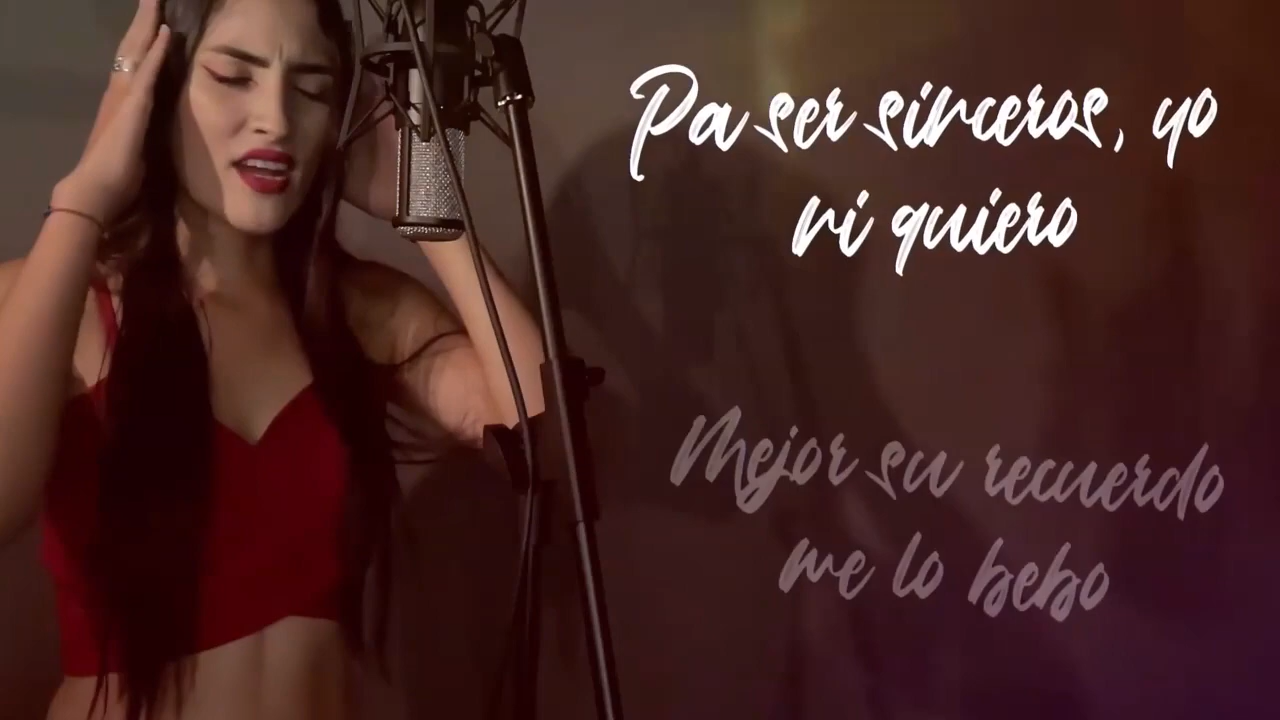 Pa ser sinceros, yo
ni quiero
Mejor su recuerdo
me lo bebo